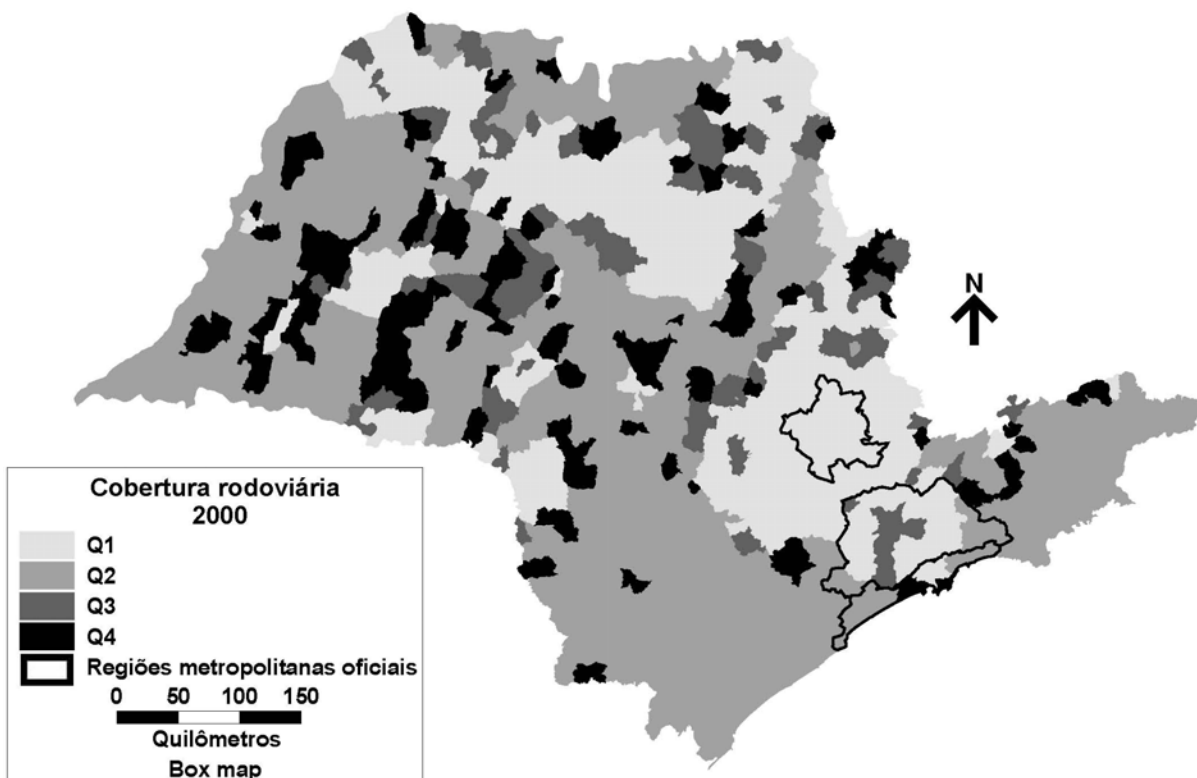 N
Cobertura rodoviária
2000
Q1
Q2
Q3
Q4
Regiões metropolitanas oficiais
0 50 100 150
Quilômetros
Box map